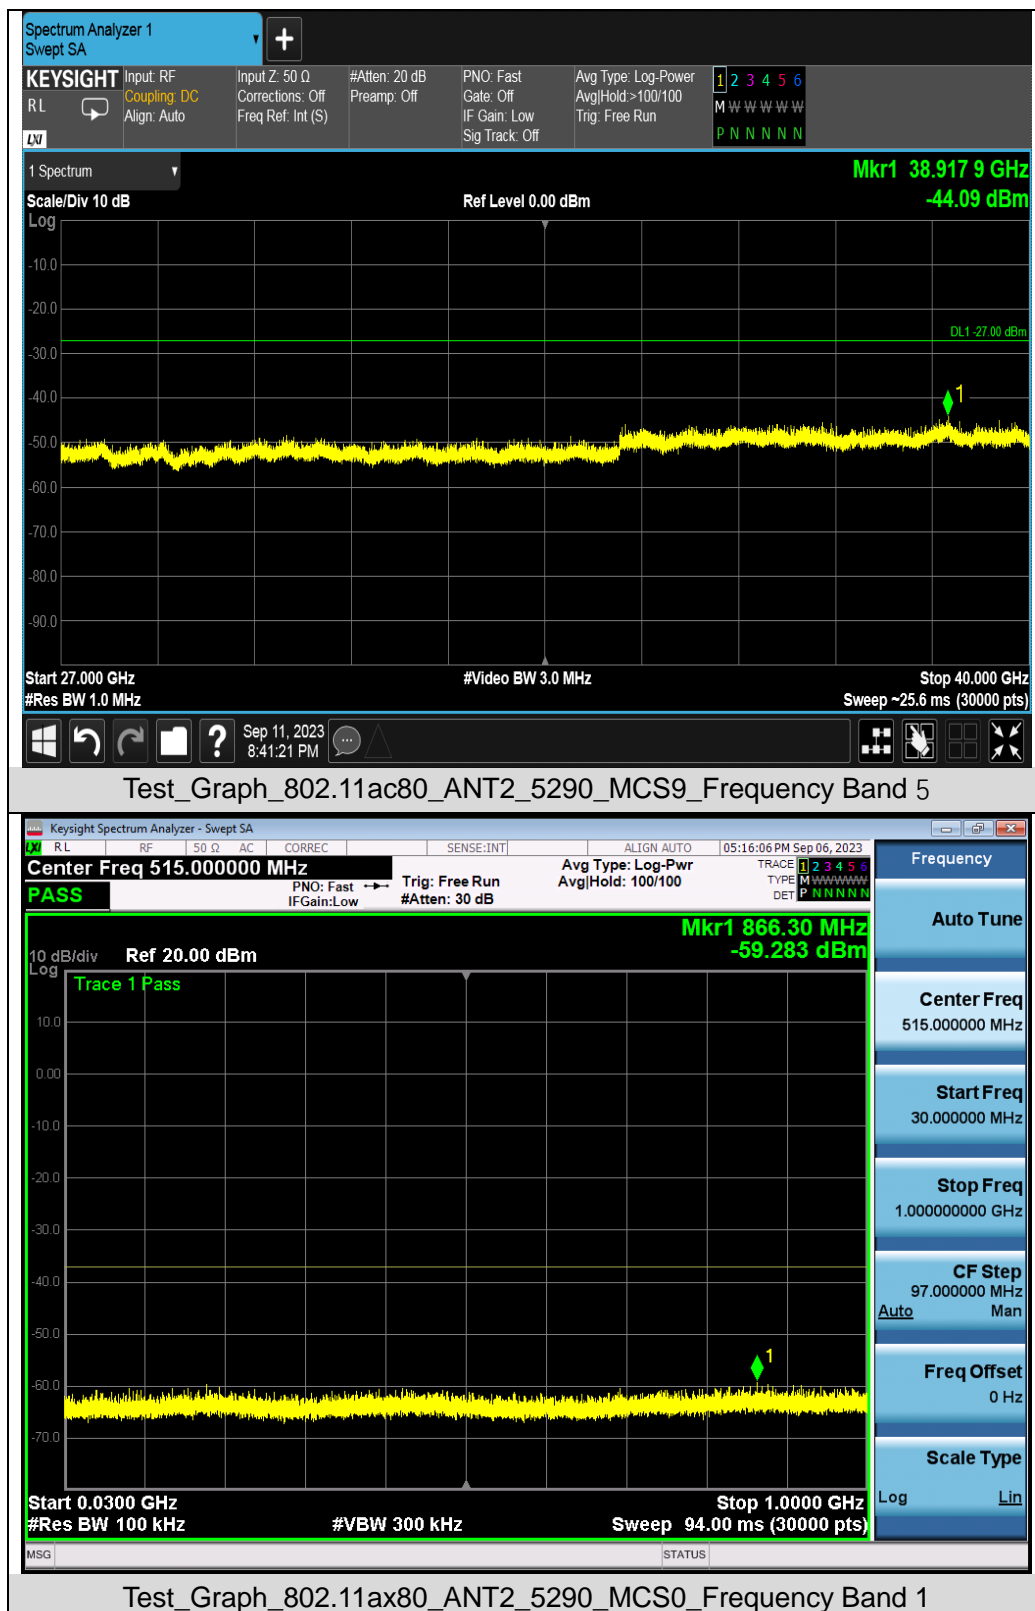 Spectrum Analyzer 1
Swept SA
KEYSIGHT
RL
LXI
Input: RF
Coupling: DC
Align: Auto
Input Z: 50 Ω
Corrections: Off
Freq Ref: Int (S)
#Atten: 20 dB
Preamp: Off
PNO: Fast
Gate: Off
IF Gain: Low
Sig Track: Off
Avg Type: Log-Power
Avg|Hold:>100/100
Trig: Free Run
1 2 3 4 5 6
M W W W W W
P N N N N N
1 Spectrum
Mkr1 38.917 9 GHz
-44.09 dBm
Scale/Div 10 dB
Ref Level 0.00 dBm
Log
-10.0
-20.0
DL1 -27.00 dBm
-30.0
-40.0
1
-50.0
-60.0
-70.0
-80.0
-90.0
Start 27.000 GHz
#Video BW 3.0 MHz
Stop 40.000 GHz
#Res BW 1.0 MHz
Sweep ~25.6 ms (30000 pts)
?
Sep 11, 2023
8:41:21 PM
Test_Graph_802.11ac80_ANT2_5290_MCS9_Frequency Band 5
Keysight Spectrum Analyzer - Swept SA
LXI RL RF 50 Ω AC CORREC SENSE:INT ALIGN AUTO 05:16:06 PM Sep 06, 2023
Center Freq 515.000000 MHz
PASS
PNO: Fast
IFGain:Low
Trig: Free Run
#Atten: 30 dB
Avg Type: Log-Pwr
Avg|Hold: 100/100
TRACE 1 2 3 4 5 6
TYPE M W W W W W
DET P N N N N N
Frequency
Mkr1 866.30 MHz
-59.283 dBm
10 dB/div
Ref 20.00 dBm
Log
Trace 1 Pass
10.0
0.00
-10.0
-20.0
-30.0
-40.0
-50.0
1
-60.0
-70.0
Start 0.0300 GHz
Stop 1.0000 GHz
#Res BW 100 kHz
#VBW 300 kHz
Sweep 94.00 ms (30000 pts)
Auto Tune
Center Freq
515.000000 MHz
Start Freq
30.000000 MHz
Stop Freq
1.000000000 GHz
CF Step
97.000000 MHz
Auto Man
Freq Offset
0 Hz
Scale Type
Log Lin
MSG
STATUS
Test_Graph_802.11ax80_ANT2_5290_MCS0_Frequency Band 1